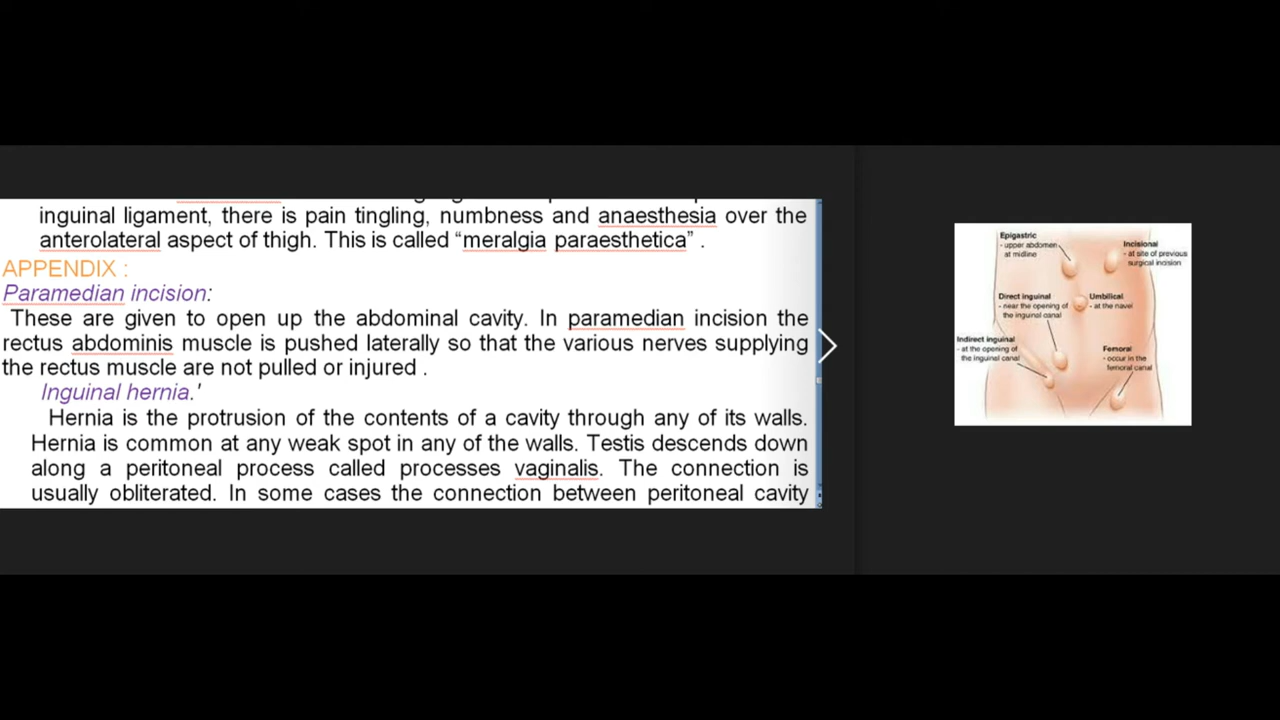 inguinal ligament, there is pain tingling, numbness and anaesthesia over the
anterolateral aspect of thigh. This is called “meralgia paraesthetica” .
APPENDIX :
Paramedian incision:
These are given to open up the abdominal cavity. In paramedian incision the
rectus abdominis muscle is pushed laterally so that the various nerves supplying
the rectus muscle are not pulled or injured .
Inguinal hernia.'
Hernia is the protrusion of the contents of a cavity through any of its walls.
Hernia is common at any weak spot in any of the walls. Testis descends down
along a peritoneal process called processes vaginalis. The connection is
usually obliterated. In some cases the connection between peritoneal cavity
Epigastric
- upper abdomen
at midline
Incisional
- at site of previous
surgical incision
Direct inguinal
- near the opening of
the inguinal canal
Umbilical
- at the navel
Indirect inguinal
- at the opening of
the inguinal canal
Femoral
- occur in the
femoral canal